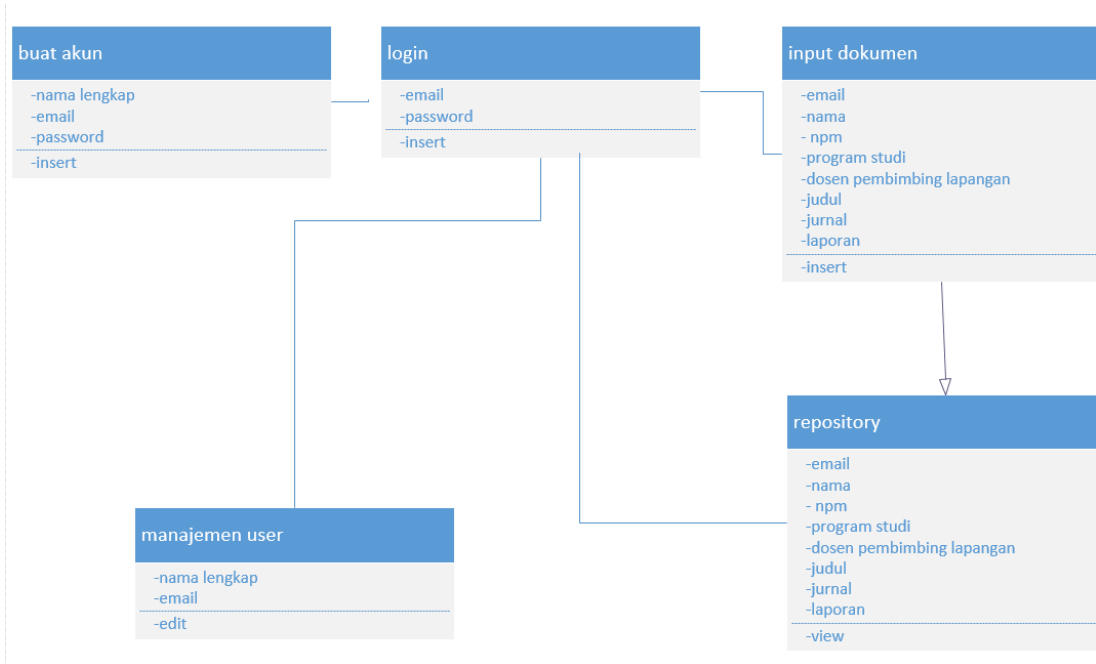 buat akun
-nama lengkap
-email
-password
-insert
login
-email
-password
-insert
input dokumen
-email
-nama
- npm
-program studi
-dosen pembimbing lapangan
-judul
-jurnal
-laporan
-insert
manajemen user
-nama lengkap
-email
-edit
repository
-email
-nama
- npm
-program studi
-dosen pembimbing lapangan
-judul
-jurnal
-laporan
-view